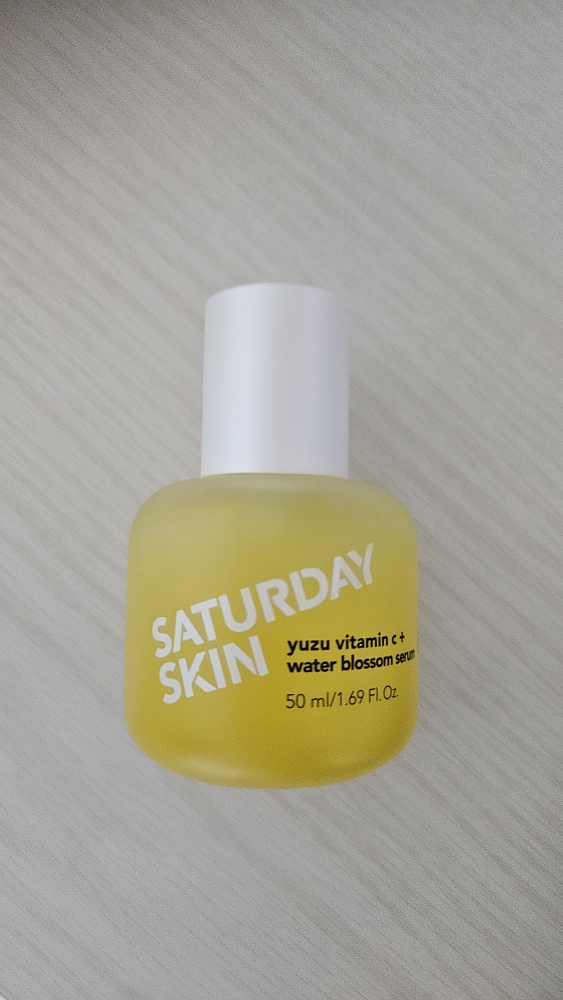 SATURDAY
SKIN
yuzu vitamin c +
water blossom serum
50 ml/1.69 Fl. Oz.